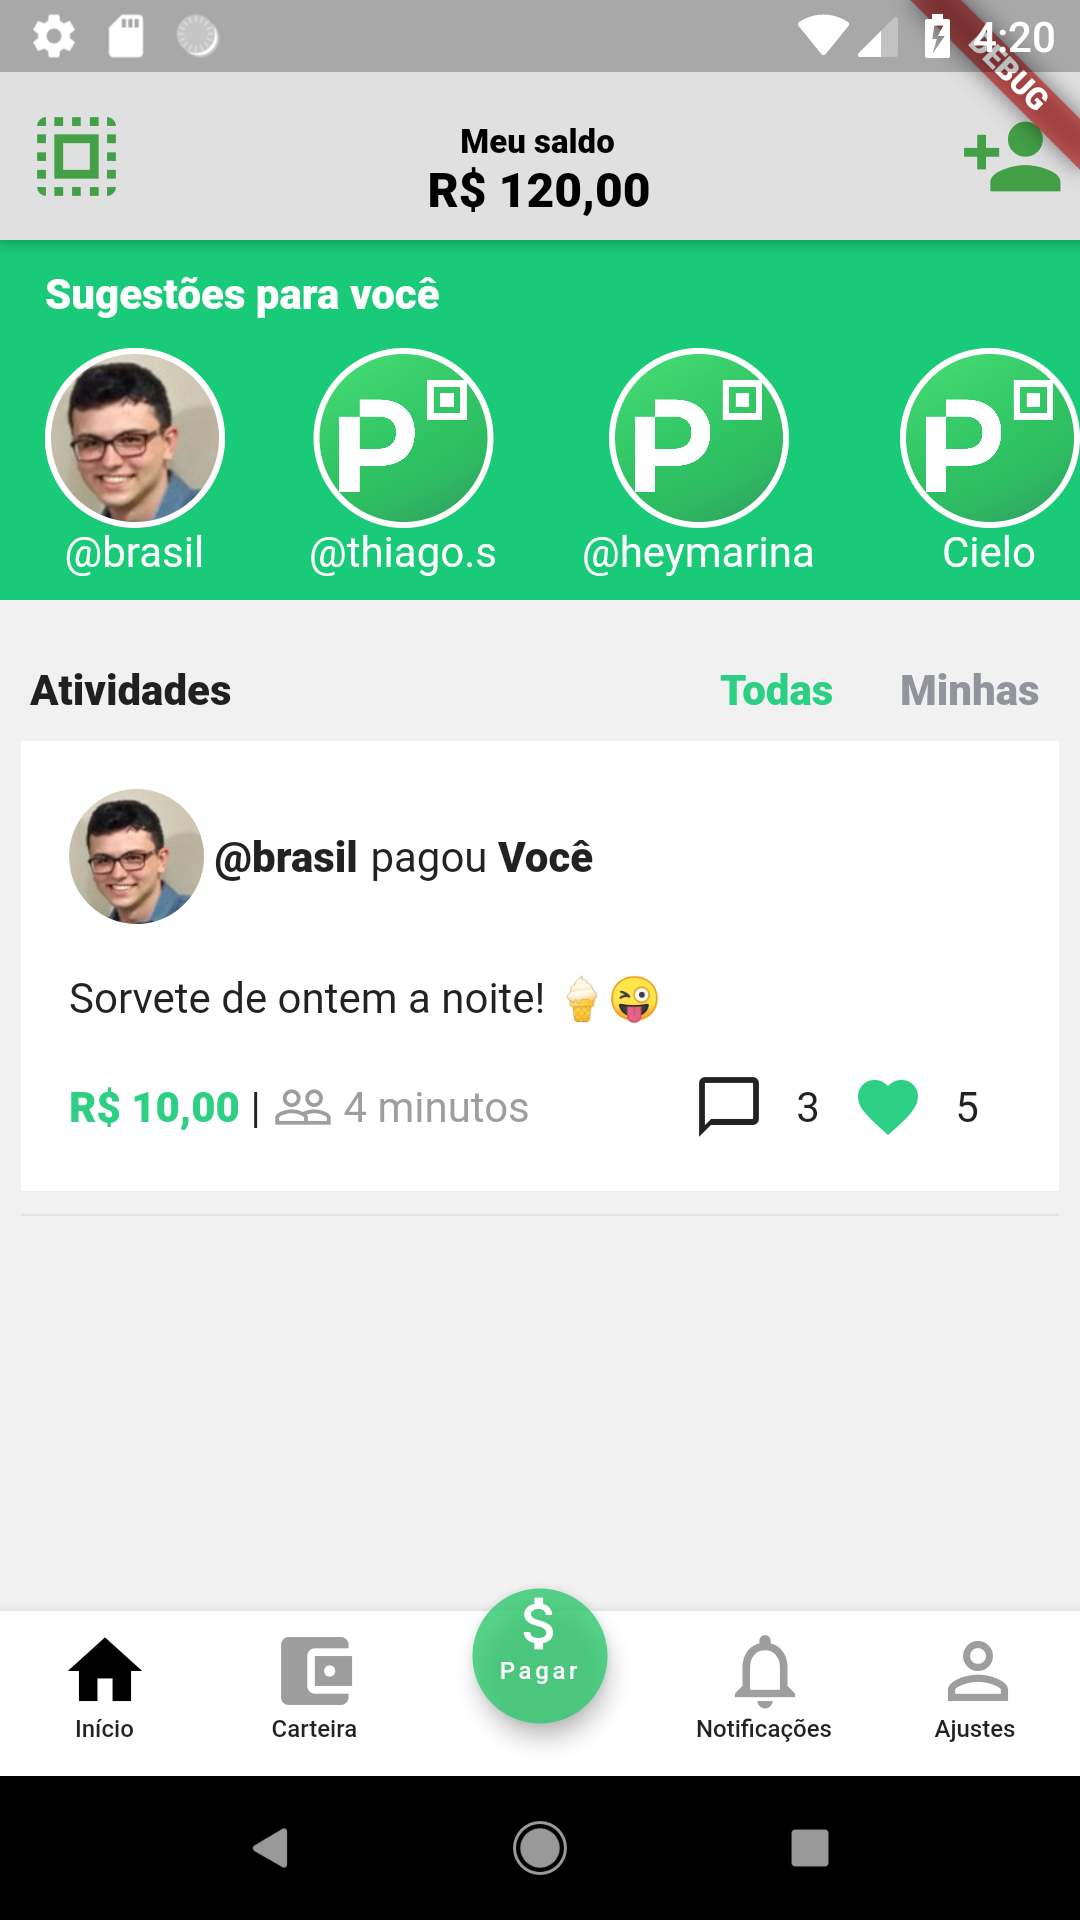 4:20
DEBUG
Meu saldo
R$ 120,00
Sugestões para você
@brasil @thiago.s @heymarina Cielo
Atividades Todas Minhas
@brasil pagou Você
Sorvete de ontem a noite! 🍦😜
R$ 10,00 | 4 minutos 3 5
$
Pagar
Início Carteira Notificações Ajustes